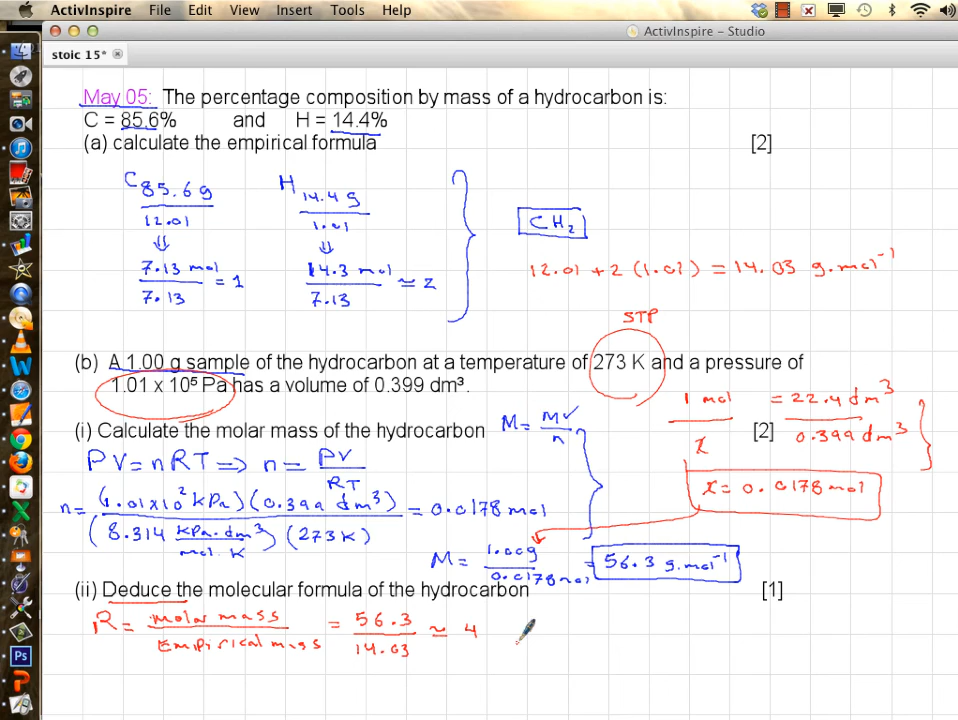 ActivInspire File Edit View Insert Tools Help
ActivInspire – Studio
stoic 15*
May 05: The percentage composition by mass of a hydrocarbon is:
C = 85.6% and H = 14.4%
(a) calculate the empirical formula [2]
C 85.6 g H 14.4 g
12.01 1.01
⇓ ⇓
7.13 mol = 1 14.3 mol ≃ 2
7.13 7.13
CH₂
12.01 + 2 (1.01) = 14.03 g.mol⁻¹
STP
(b) A 1.00 g sample of the hydrocarbon at a temperature of 273 K and a pressure of
1.01 x 10⁵ Pa has a volume of 0.399 dm³.
1 mol = 22.4 dm³
x 0.399 dm³
x = 0.0178 mol
(i) Calculate the molar mass of the hydrocarbon [2]
M = M✓
n
PV = nRT ⟹ n = PV
RT
n = (1.01x10² kPa)(0.399 dm³) = 0.0178 mol
(8.314 kPa.dm³ / mol.K)(273K)
M = 1.00g = 56.3 g.mol⁻¹
0.0178 mol
(ii) Deduce the molecular formula of the hydrocarbon [1]
R = molar mass = 56.3 ≃ 4
Empirical mass 14.03